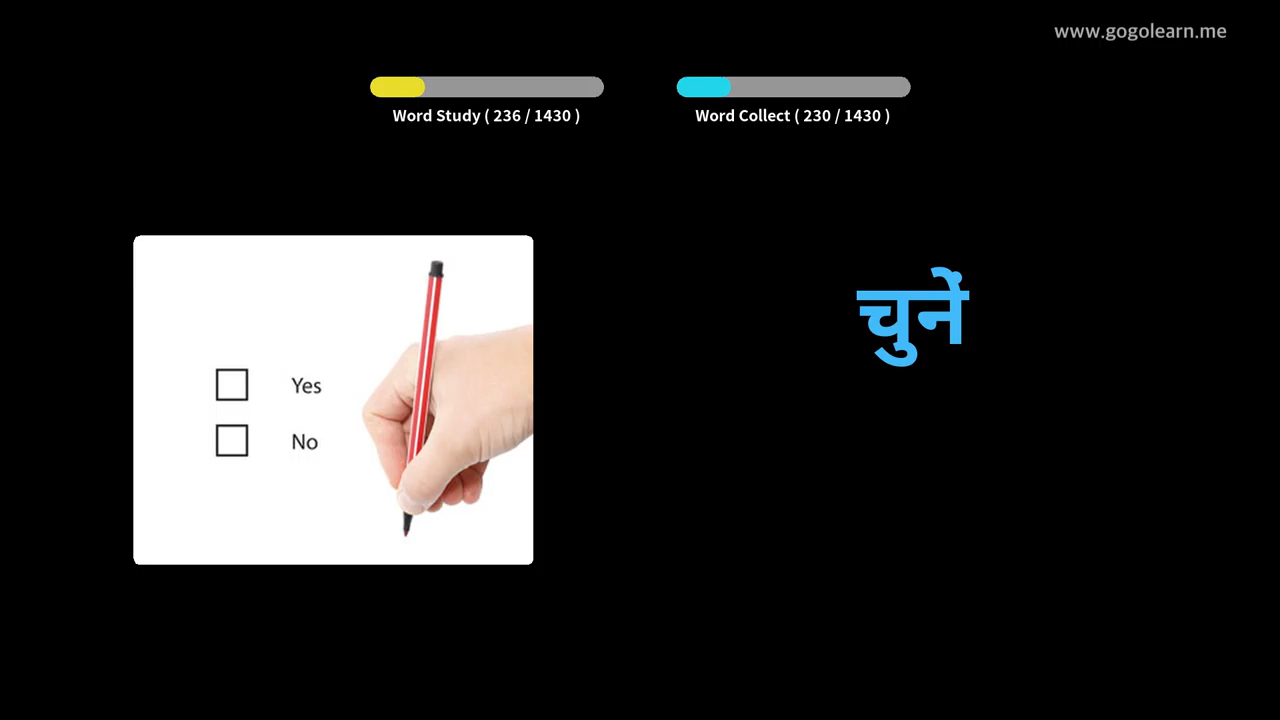 www.gogolearn.me
Word Study ( 236 / 1430 )
Word Collect ( 230 / 1430 )
चुनें
Yes
No